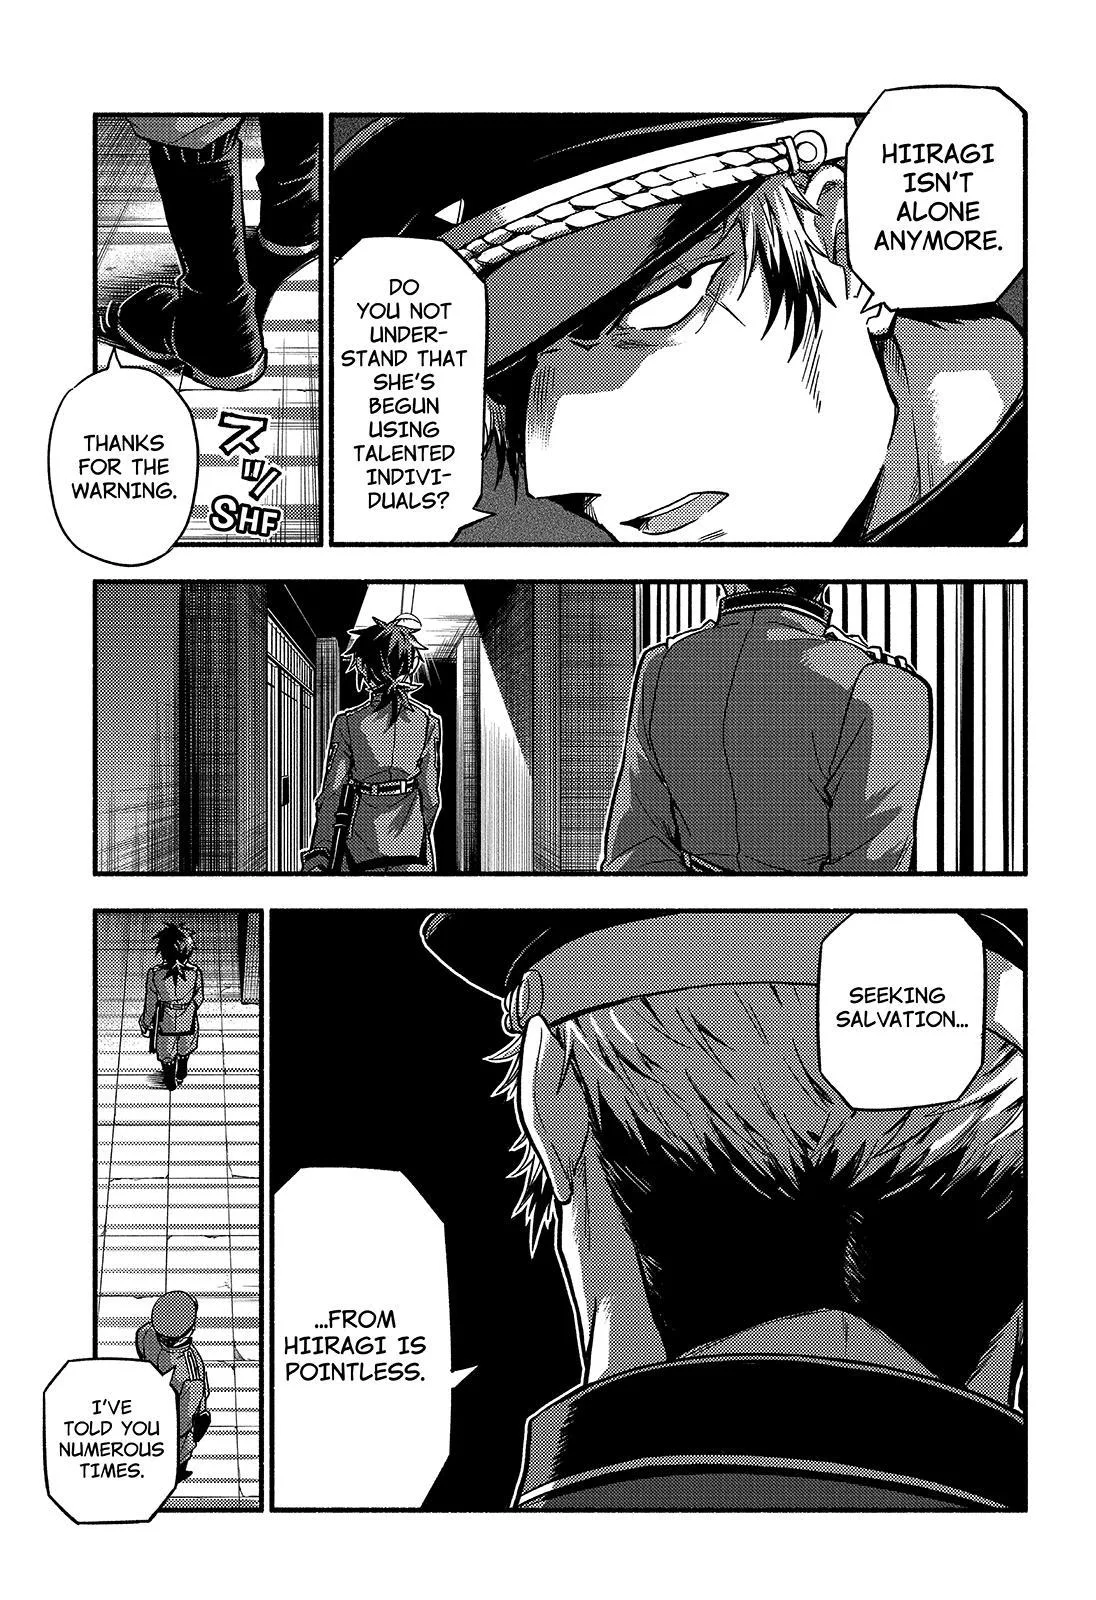 HIIRAGI
ISN'T
ALONE
ANYMORE.
DO
YOU NOT
UNDER-
STAND THAT
SHE'S
BEGUN
USING
TALENTED
INDIVI-
DUALS?
THANKS
FOR THE
WARNING.
スッ
SHF
SEEKING
SALVATION...
...FROM
HIIRAGI IS
POINTLESS.
I'VE
TOLD YOU
NUMEROUS
TIMES.